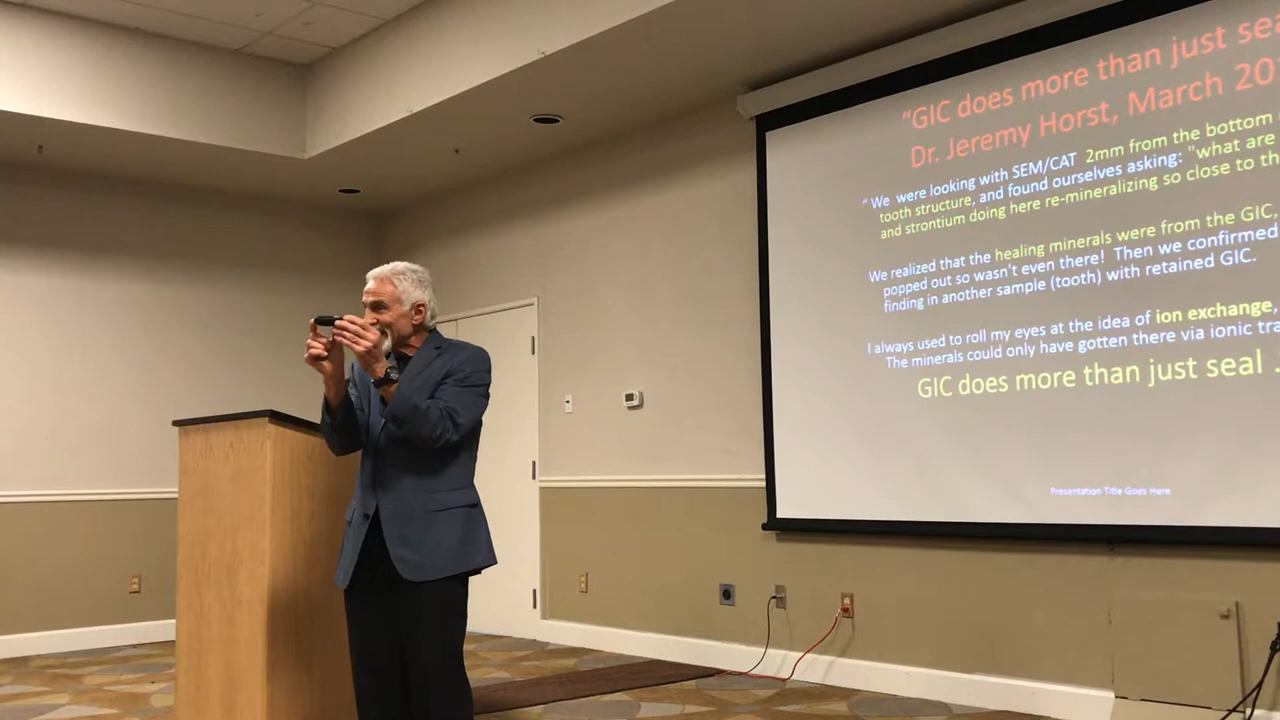 “GIC does more than just
Dr. Jeremy Horst, March
“ We were looking with SEM/CAT 2mm from the bottom
tooth structure, and found ourselves asking: "what are
and strontium doing here re-mineralizing so close to
We realized that the healing minerals were from the GIC,
popped out so wasn't even there! Then we confirmed
finding in another sample (tooth) with retained GIC.
I always used to roll my eyes at the idea of ion exchange,
The minerals could only have gotten there via ionic
GIC does more than just seal .
Presentation Title Goes Here